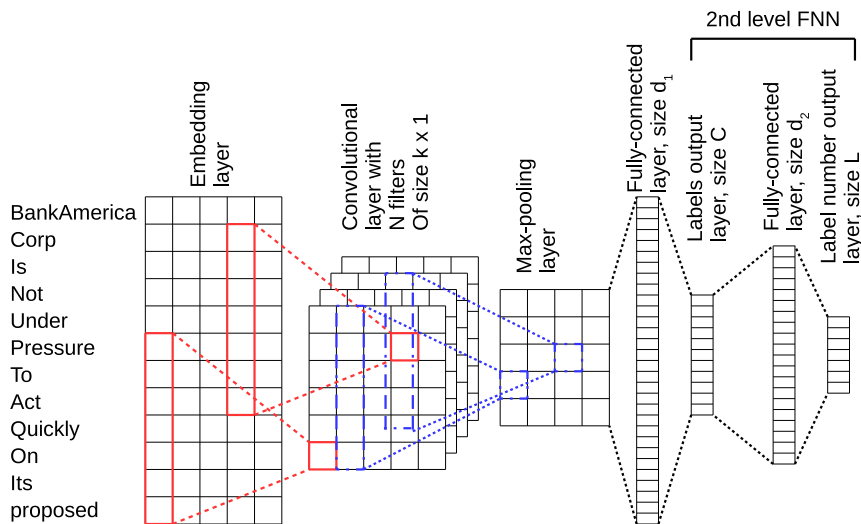 2nd level FNN
Embedding
layer
Convolutional
layer with
N filters
Of size k x 1
Max-pooling
layer
Fully-connected
layer, size d1
Labels output
layer, size C
Fully-connected
layer, size d2
Label number output
layer, size L
BankAmerica
Corp
Is
Not
Under
Pressure
To
Act
Quickly
On
Its
proposed